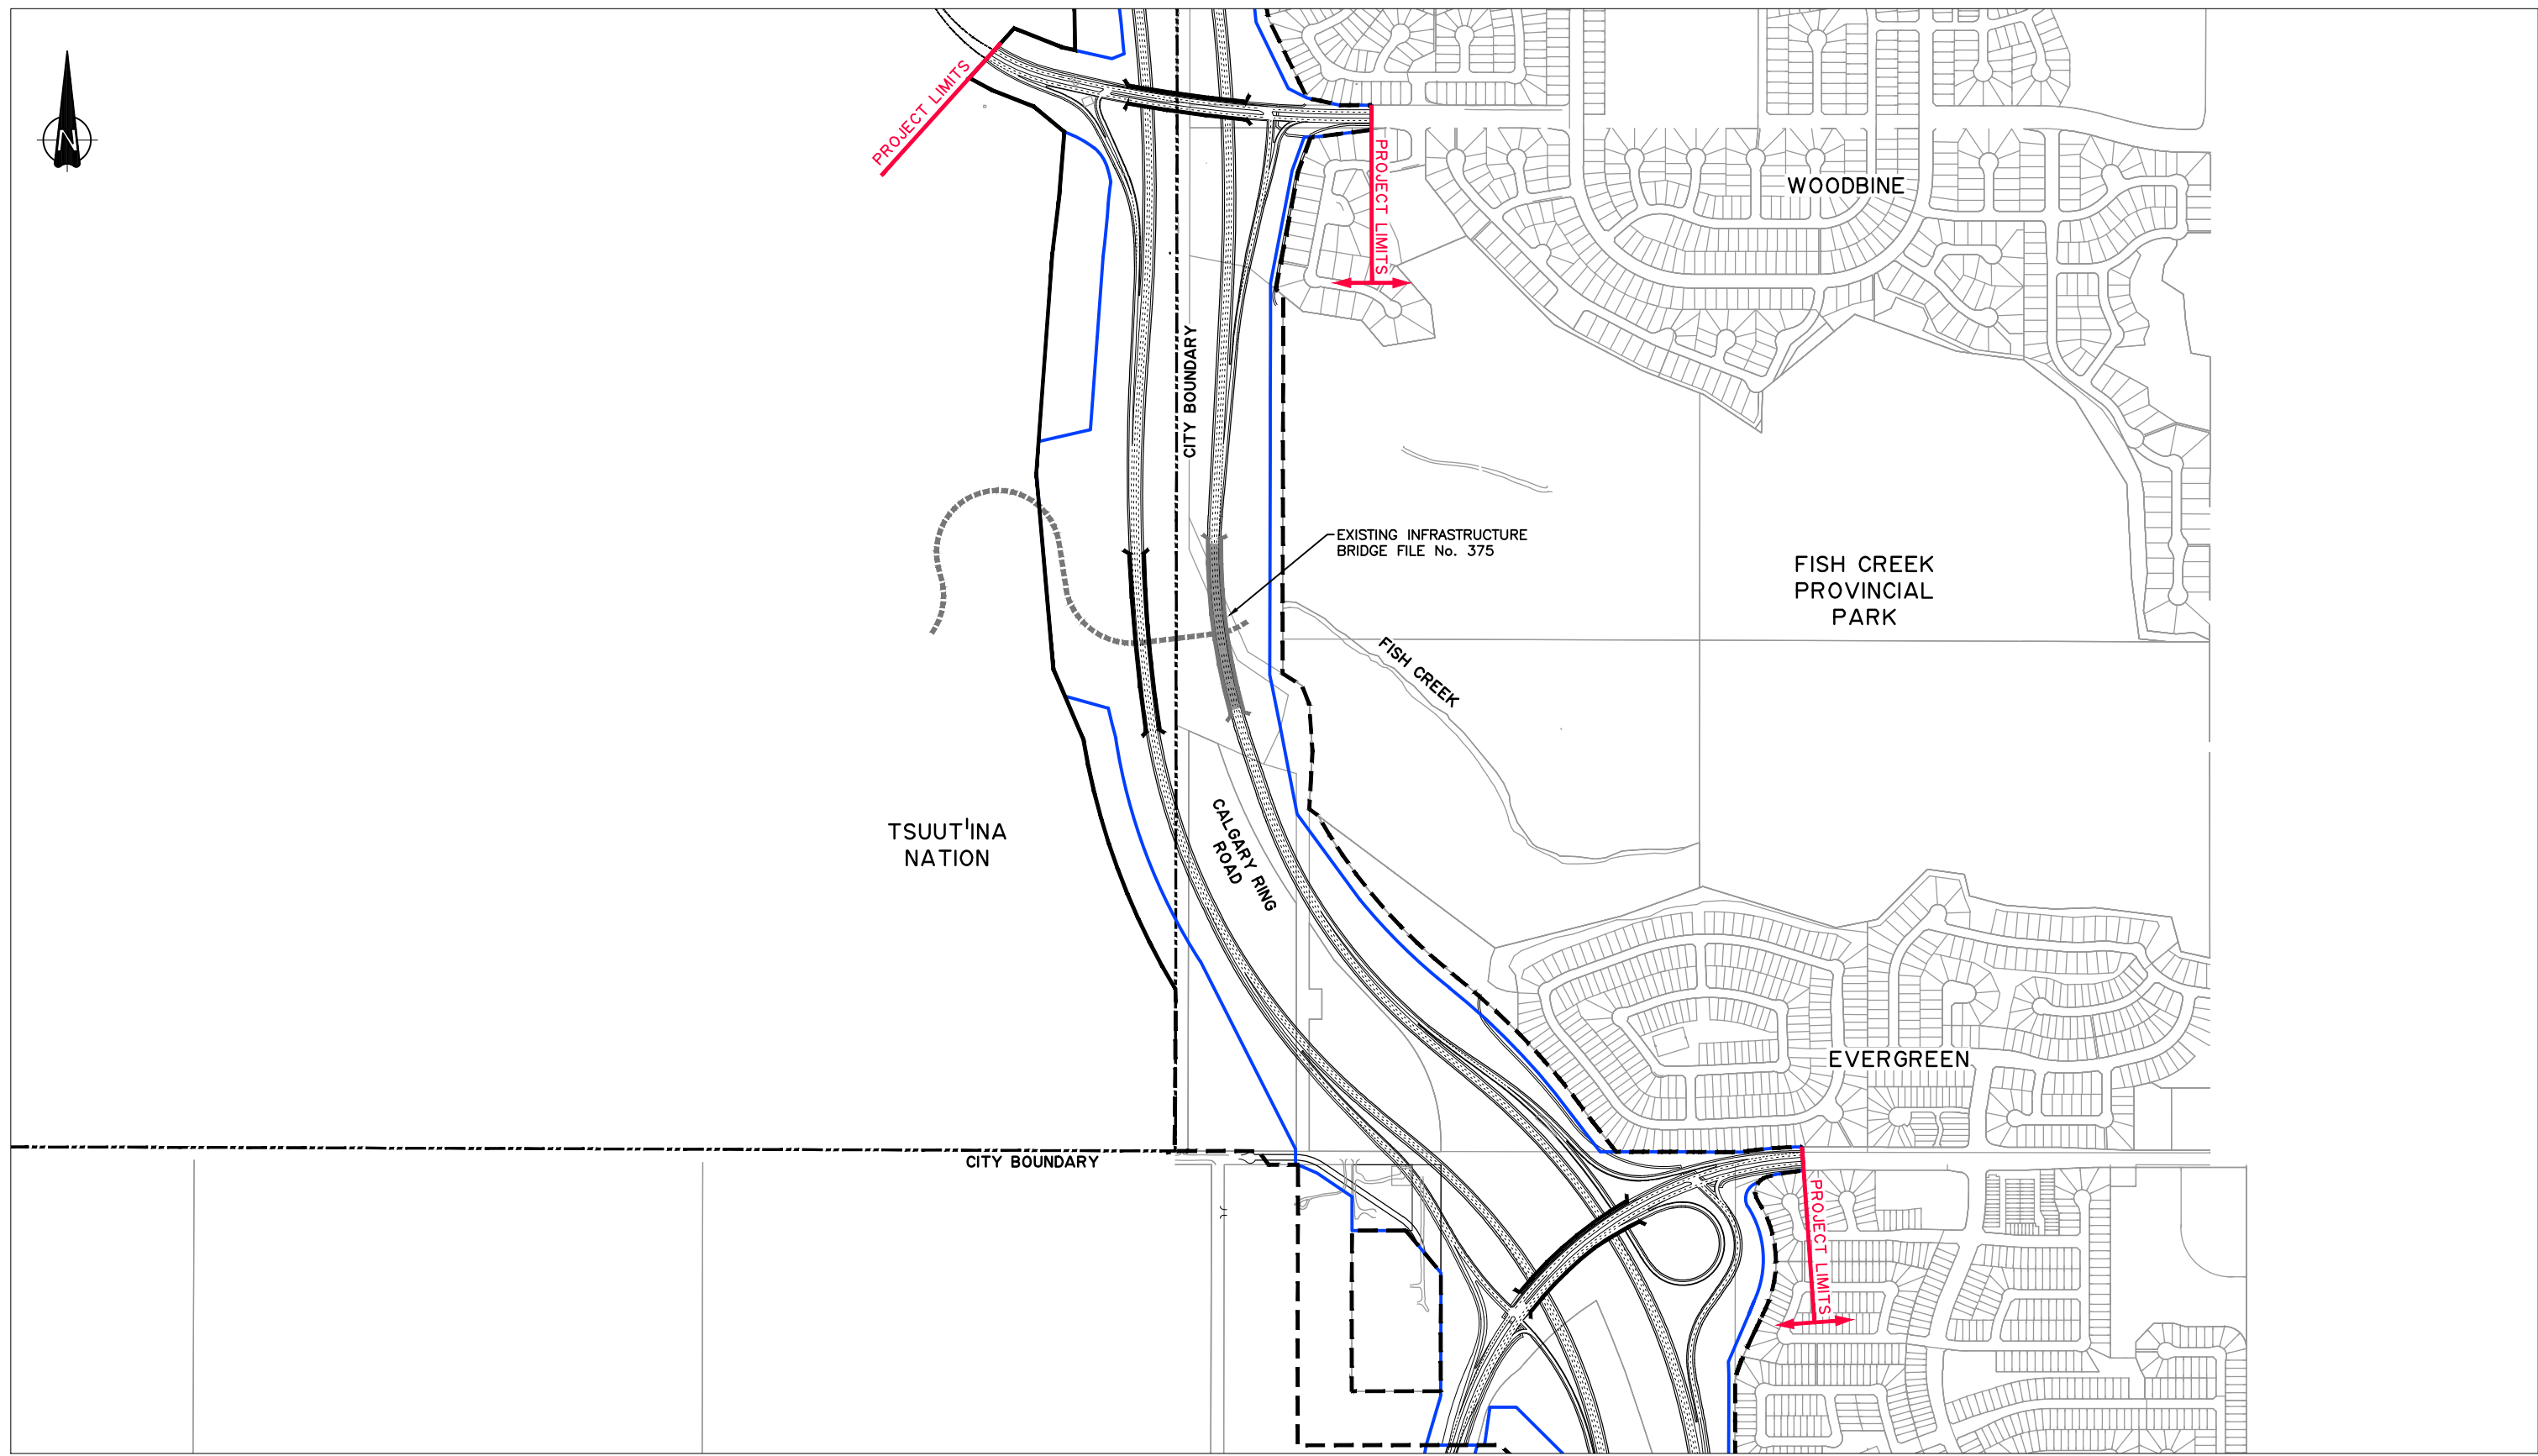 PROJECT LIMITS
N
PROJECT LIMITS
WOODBINE
CITY BOUNDARY
EXISTING INFRASTRUCTURE
BRIDGE FILE No. 375
FISH CREEK
PROVINCIAL
PARK
FISH CREEK
TSUUT'INA
NATION
CALGARY RING
ROAD
EVERGREEN
CITY BOUNDARY
PROJECT LIMITS